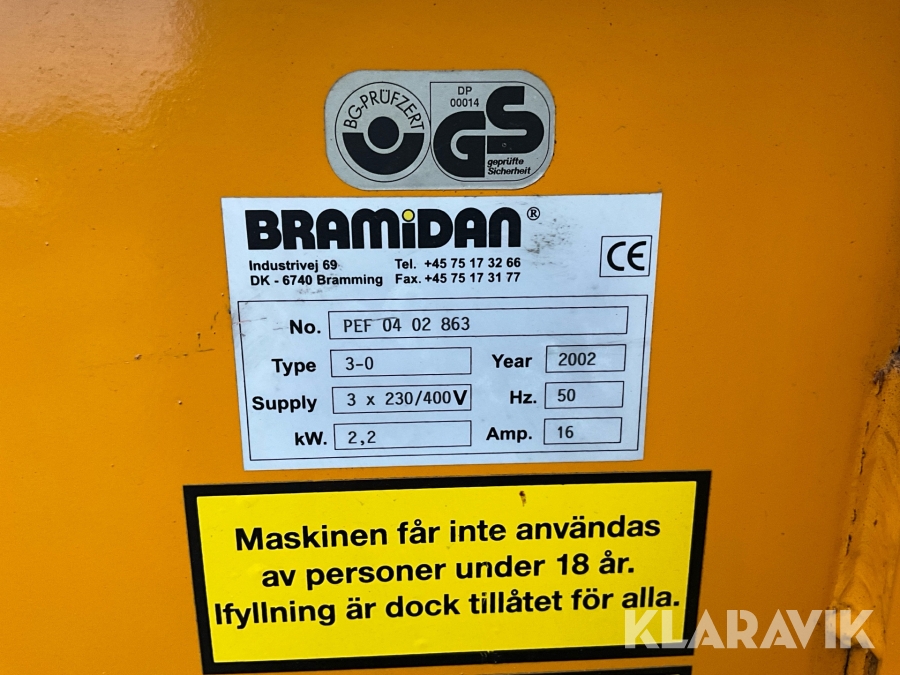 BG-PRÜFZERT
DP
00014
GS
geprüfte
Sicherheit
BRAMiDAN®
Industrivej 69 Tel. +45 75 17 32 66
DK - 6740 Bramming Fax. +45 75 17 31 77
CE
No. PEF 04 02 863
Type 3-0 Year 2002
Supply 3 x 230/400V Hz. 50
kW. 2,2 Amp. 16
Maskinen får inte användas
av personer under 18 år.
Ifyllning är dock tillåtet för alla.
KLARAVIK